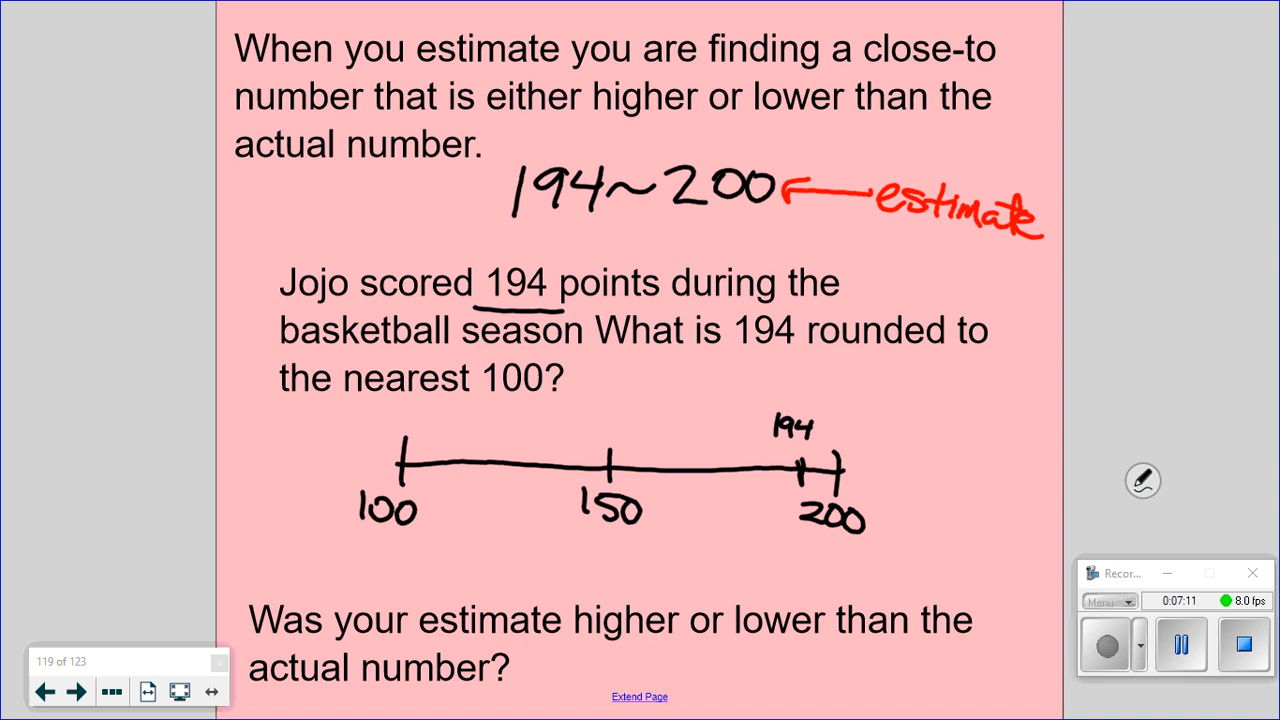 When you estimate you are finding a close-to
number that is either higher or lower than the
actual number.
194~200
estimate
Jojo scored 194 points during the
basketball season What is 194 rounded to
the nearest 100?
194
100
150
200
Was your estimate higher or lower than the
actual number?
Extend Page
119 of 123
x
Recor...
Menu
0:07:11
8.0 fps